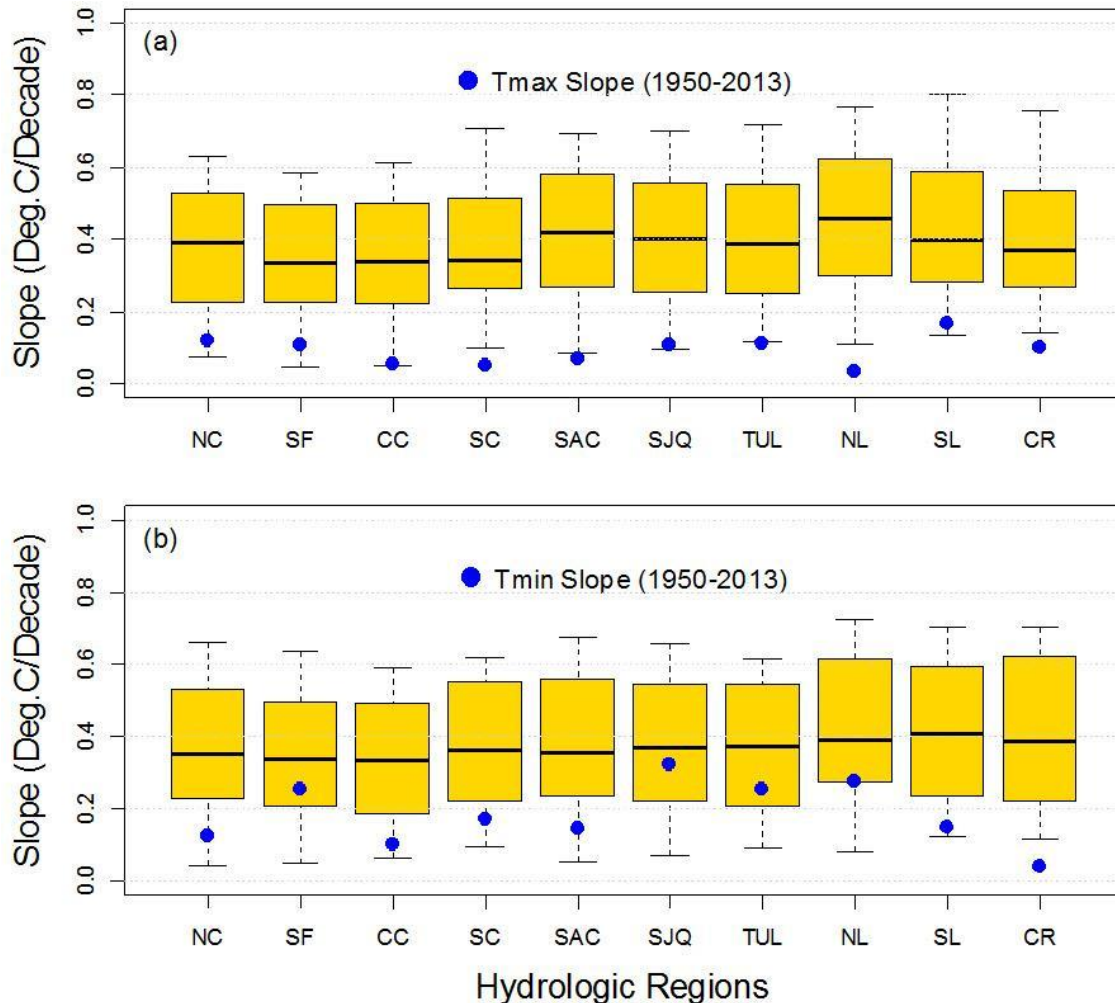 (a)
Tmax Slope (1950-2013)
Slope (Deg.C/Decade)
1.0
0.8
0.6
0.4
0.2
0.0
NC SF CC SC SAC SJQ TUL NL SL CR
(b)
Tmin Slope (1950-2013)
Slope (Deg.C/Decade)
1.0
0.8
0.6
0.4
0.2
0.0
NC SF CC SC SAC SJQ TUL NL SL CR
Hydrologic Regions